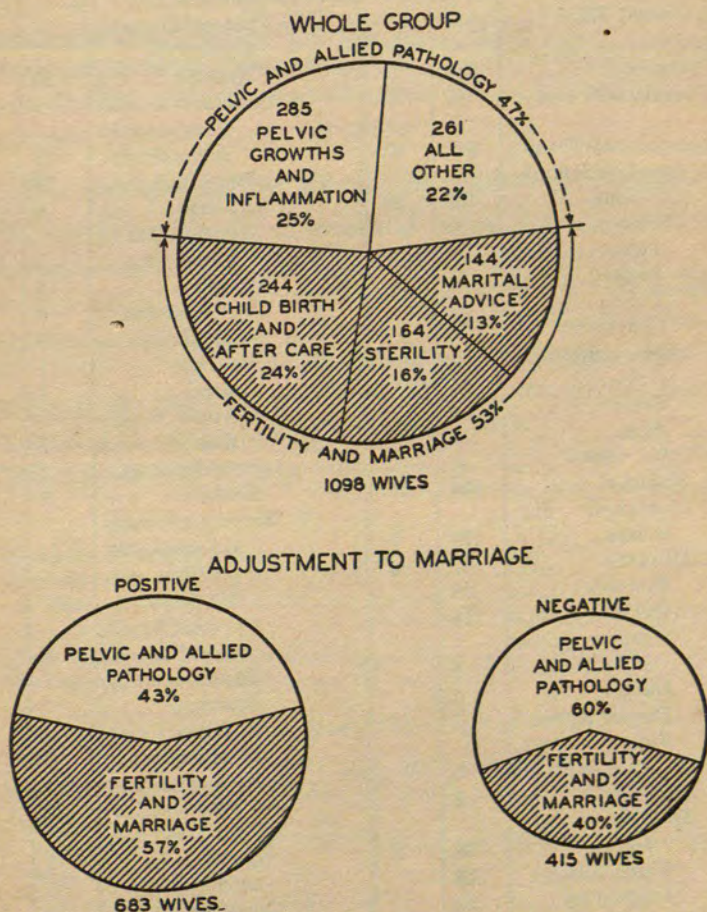 WHOLE GROUP
PELVIC AND ALLIED PATHOLOGY 47%
285
PELVIC
GROWTHS
AND
INFLAMMATION
25%
261
ALL
OTHER
22%
244
CHILD BIRTH
AND
AFTER CARE
24%
164
STERILITY
16%
144
MARITAL
ADVICE
13%
FERTILITY AND MARRIAGE 53%
1098 WIVES
ADJUSTMENT TO MARRIAGE
POSITIVE
PELVIC AND ALLIED
PATHOLOGY
43%
FERTILITY
AND
MARRIAGE
57%
683 WIVES
NEGATIVE
PELVIC
AND ALLIED
PATHOLOGY
60%
FERTILITY
AND
MARRIAGE
40%
415 WIVES